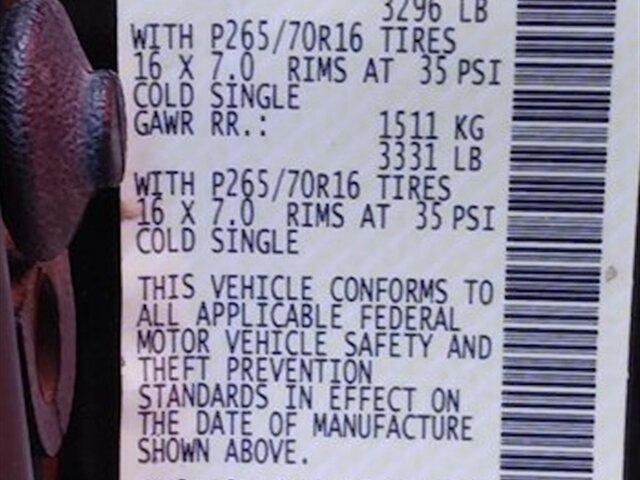 3296 LB
WITH P265/70R16 TIRES
16 X 7.0 RIMS AT 35 PSI
COLD SINGLE
GAWR RR.: 1511 KG
3331 LB
WITH P265/70R16 TIRES
16 X 7.0 RIMS AT 35 PSI
COLD SINGLE
THIS VEHICLE CONFORMS TO
ALL APPLICABLE FEDERAL
MOTOR VEHICLE SAFETY AND
THEFT PREVENTION
STANDARDS IN EFFECT ON
THE DATE OF MANUFACTURE
SHOWN ABOVE.